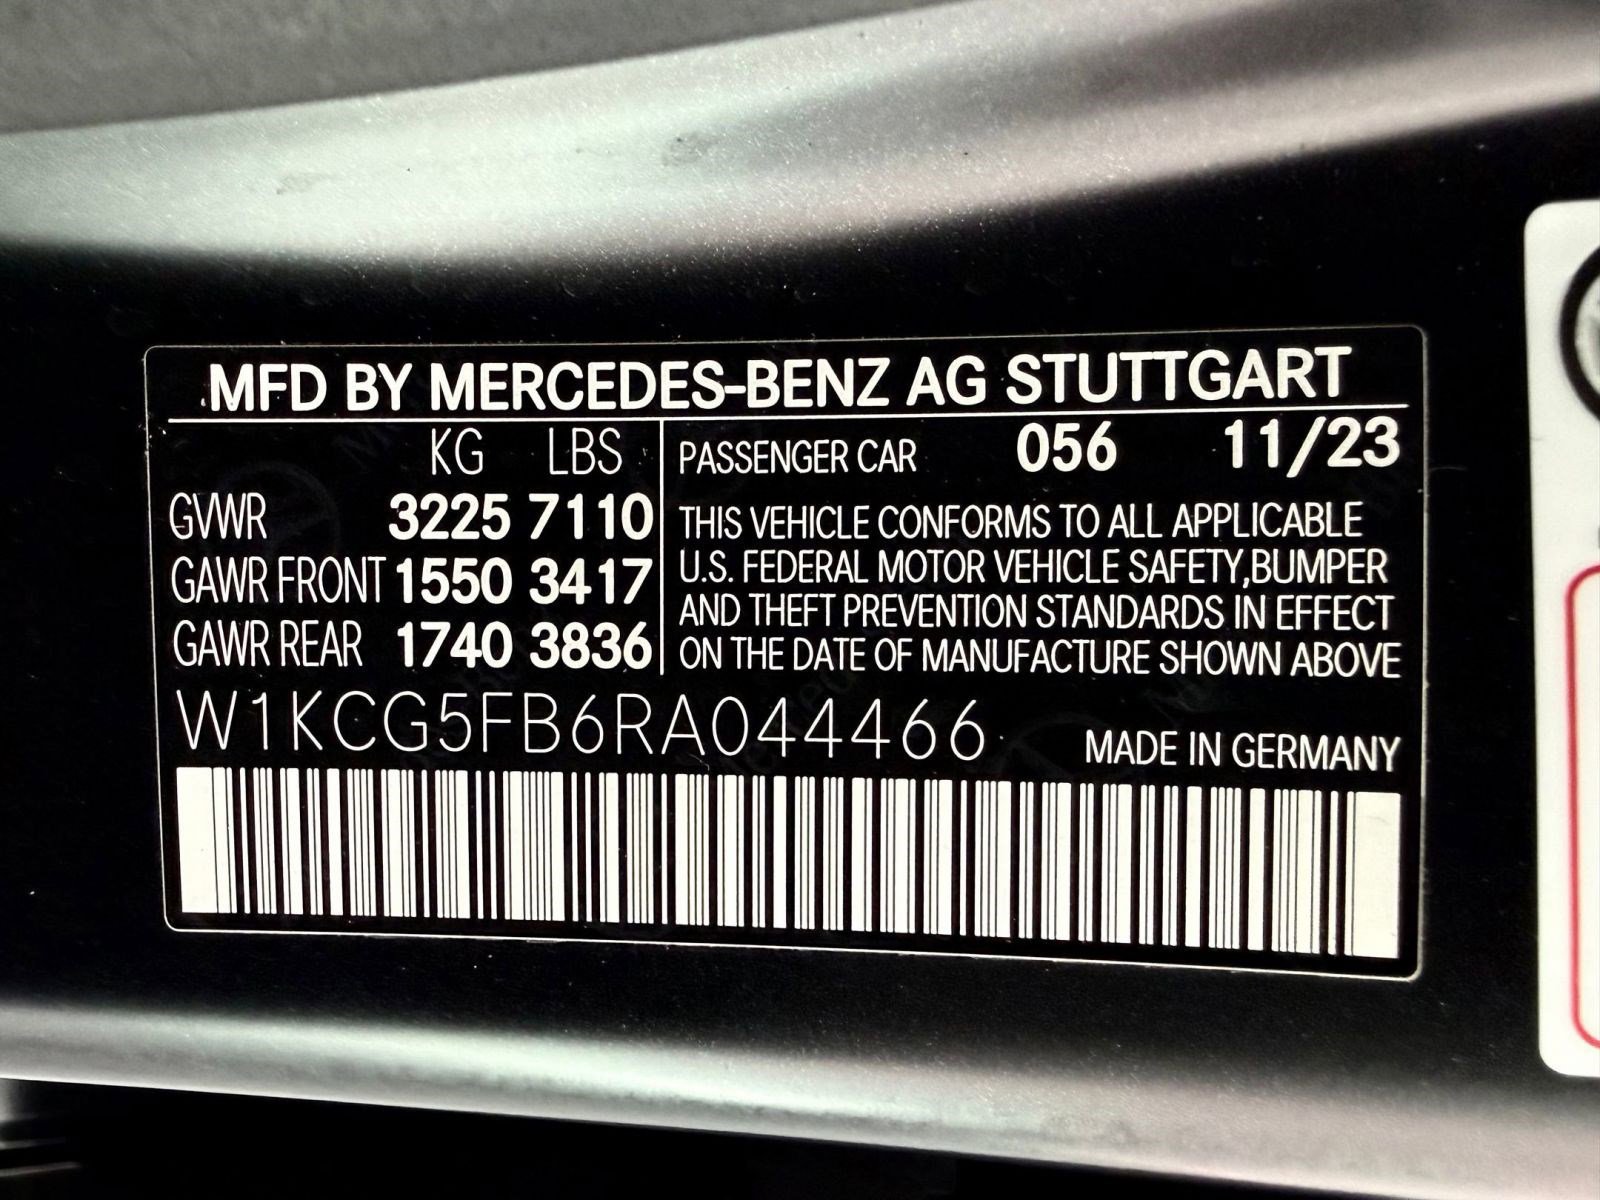 MFD BY MERCEDES-BENZ AG STUTTGART
KG LBS
GVWR 3225 7110
GAWR FRONT 1550 3417
GAWR REAR 1740 3836
PASSENGER CAR 056 11/23
THIS VEHICLE CONFORMS TO ALL APPLICABLE
U.S. FEDERAL MOTOR VEHICLE SAFETY,BUMPER
AND THEFT PREVENTION STANDARDS IN EFFECT
ON THE DATE OF MANUFACTURE SHOWN ABOVE
W1KCG5FB6RA044466
MADE IN GERMANY